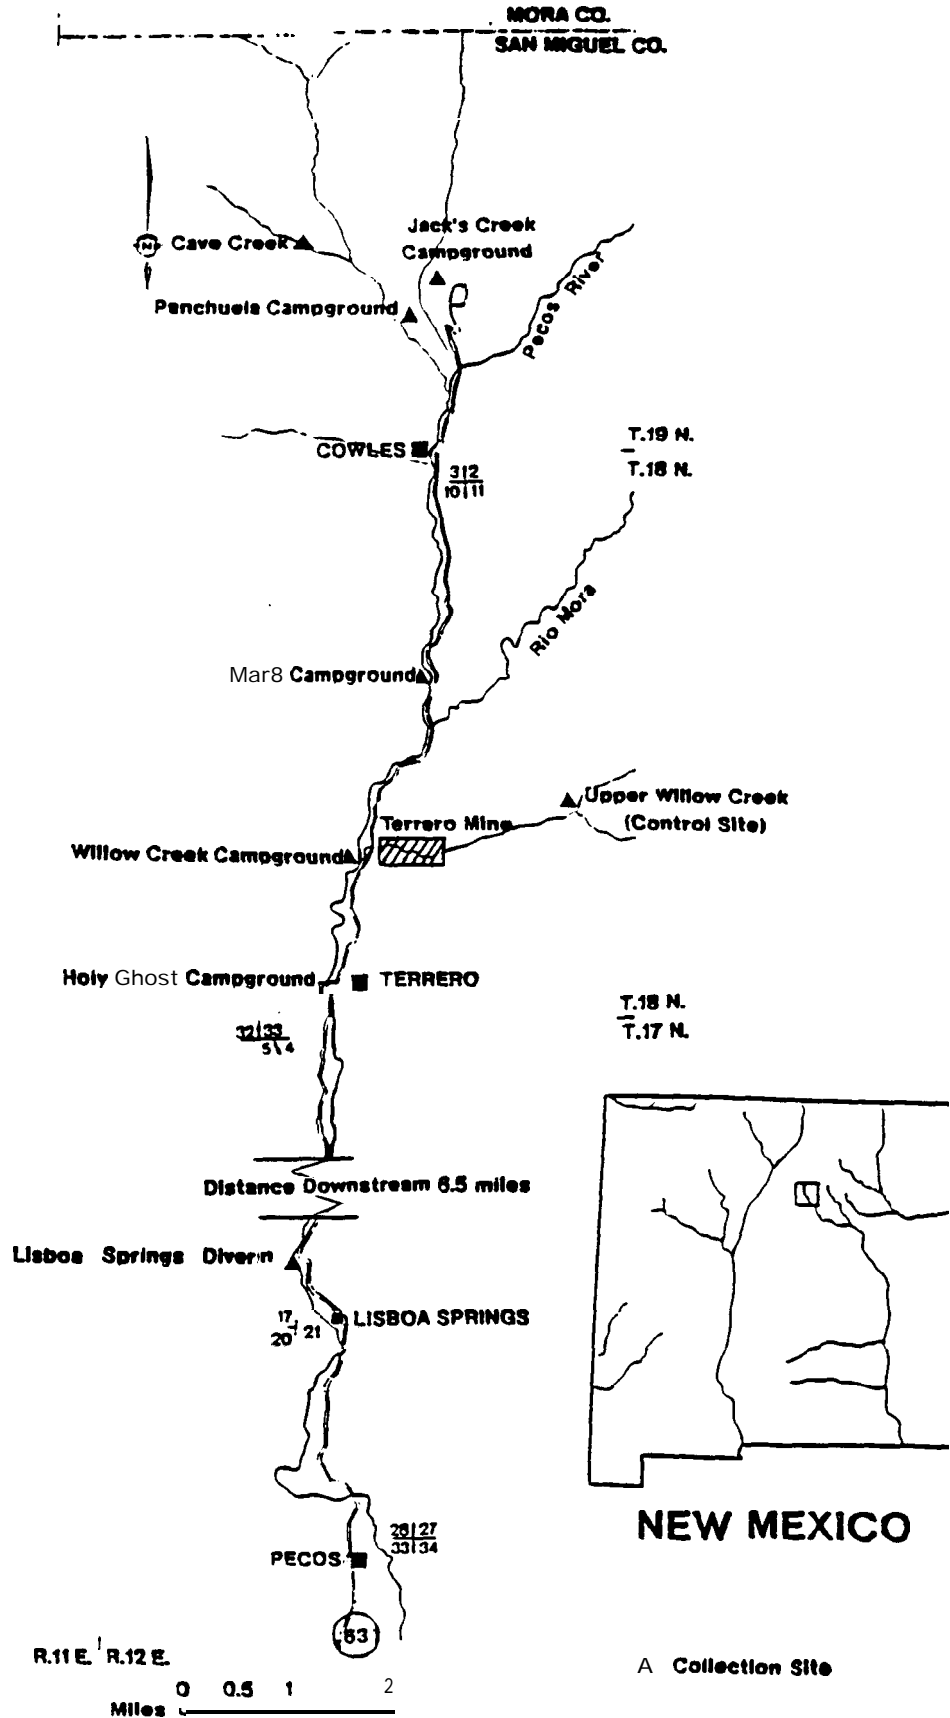 MORA CO.
SAN MIGUEL CO.
Jack's Creek
Campground
N
Cave Creek
Panchuela Campground
Pecos River
T.19 N.
T.18 N.
COWLES
3 2
10 11
Rio Mora
Mar8 Campground
Upper Willow Creek
(Control Site)
Terrero Mine
Willow Creek Campground
Holy Ghost Campground
TERRERO
T.18 N.
T.17 N.
32 33
5 4
Distance Downstream 6.5 miles
Lisboa Springs Divern
17
20 21
LISBOA SPRINGS
NEW MEXICO
28 27
33 34
PECOS
63
R.11 E. R.12 E.
A Collection Site
0 0.5 1 2
Miles